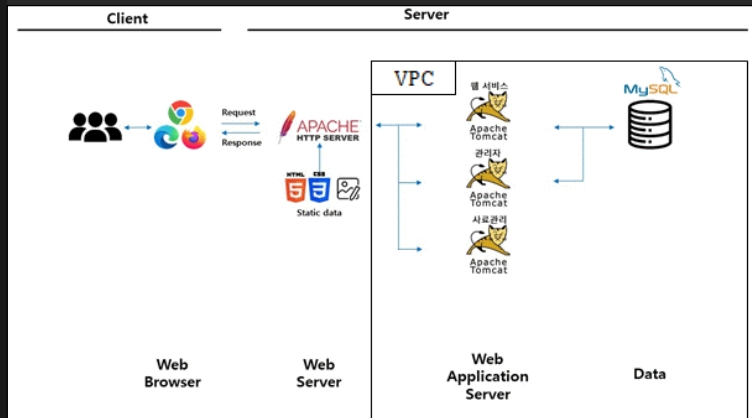 Client
Server
VPC
웹 서비스
MySQL
Request
Response
APACHE
HTTP SERVER
Apache
Tomcat
관리자
HTML
CSS
5
3
Static data
Apache
Tomcat
사료관리
Apache
Tomcat
Web
Browser
Web
Server
Web
Application
Server
Data